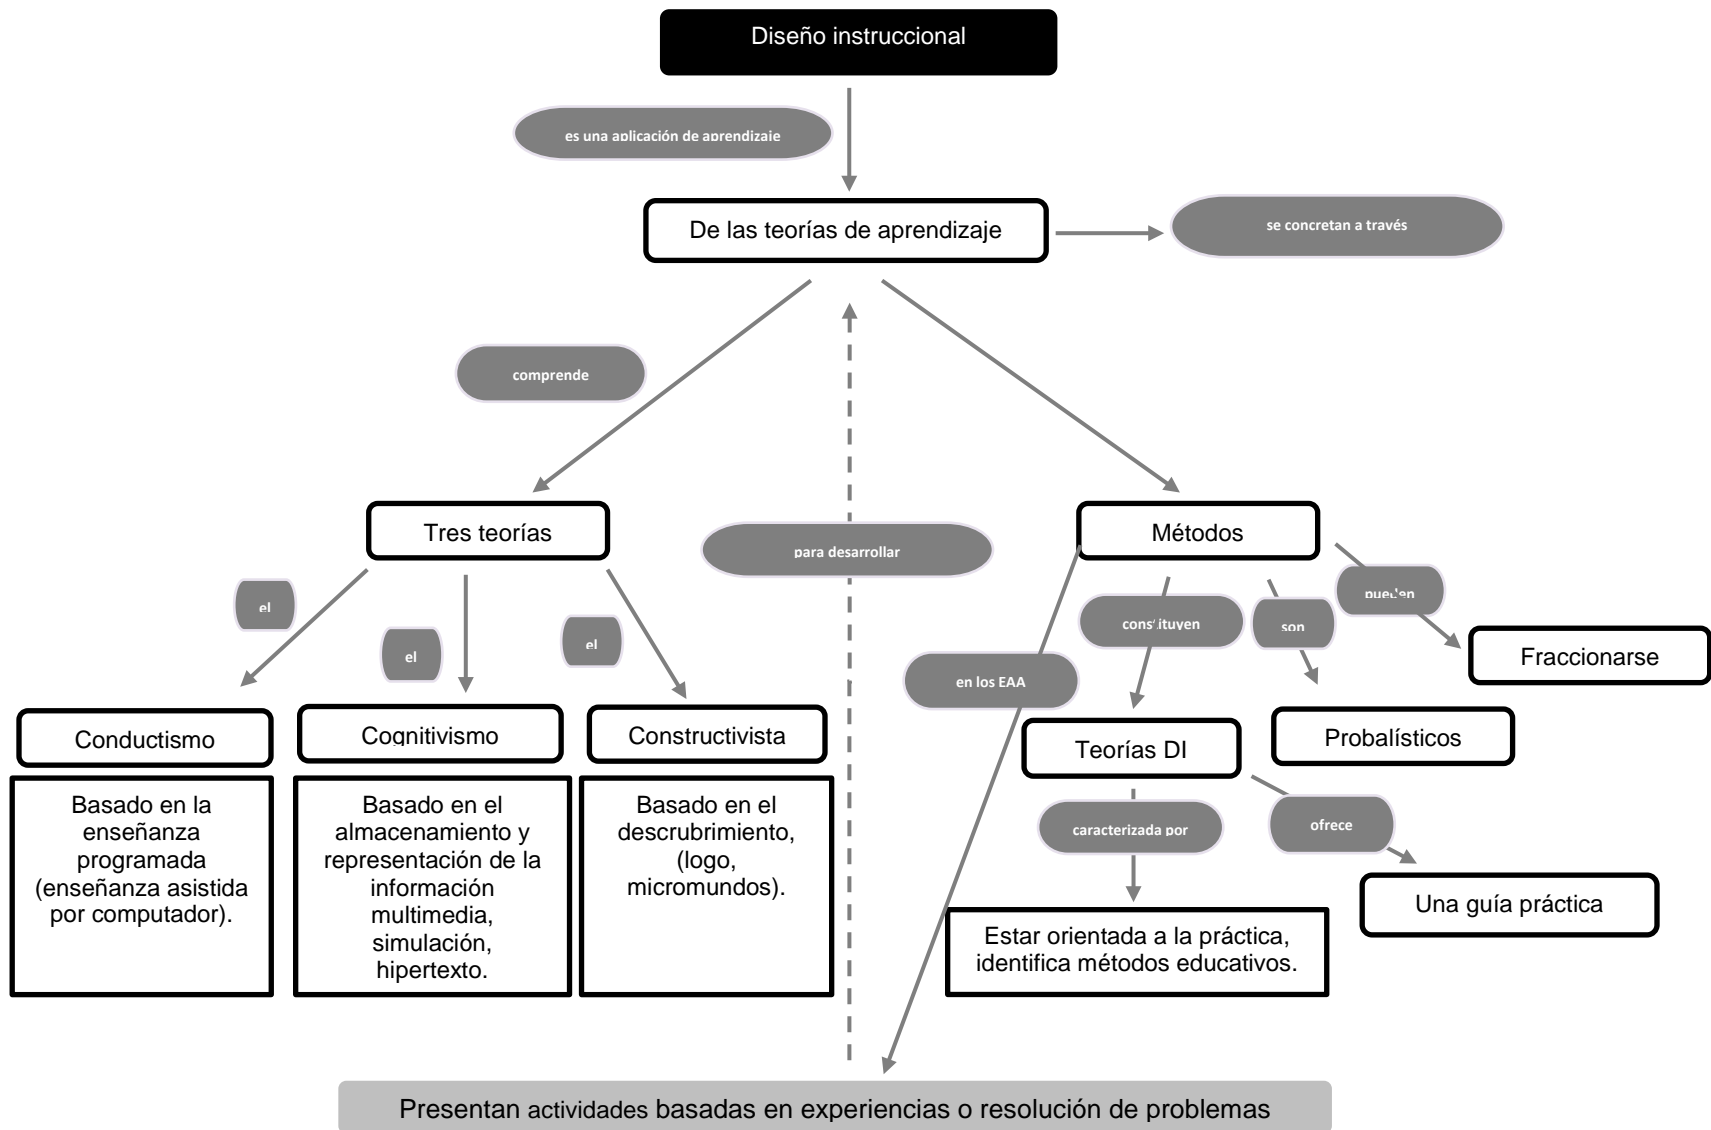 Diseño instruccional
es una aplicación de aprendizaje
De las teorías de aprendizaje
se concretan a través
comprende
Tres teorías
para desarrollar
Métodos
el
el
el
constituyen
son
pueden
Fraccionarse
en los EAA
Conductismo
Cognitivismo
Constructivista
Teorías DI
Probalísticos
Basado en la
enseñanza
programada
(enseñanza asistida
por computador).
Basado en el
almacenamiento y
representación de la
información
multimedia,
simulación,
hipertexto.
Basado en el
descrubrimiento,
(logo,
micromundos).
caracterizada por
ofrece
Una guía práctica
Estar orientada a la práctica,
identifica métodos educativos.
Presentan actividades basadas en experiencias o resolución de problemas